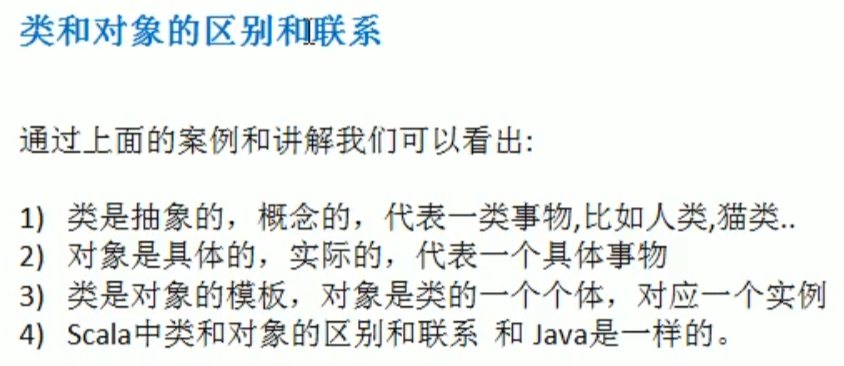 类和对象的区别和联系
通过上面的案例和讲解我们可以看出:
1) 类是抽象的，概念的，代表一类事物,比如人类,猫类..
2) 对象是具体的，实际的，代表一个具体事物
3) 类是对象的模板，对象是类的一个个体，对应一个实例
4) Scala中类和对象的区别和联系 和 Java是一样的。